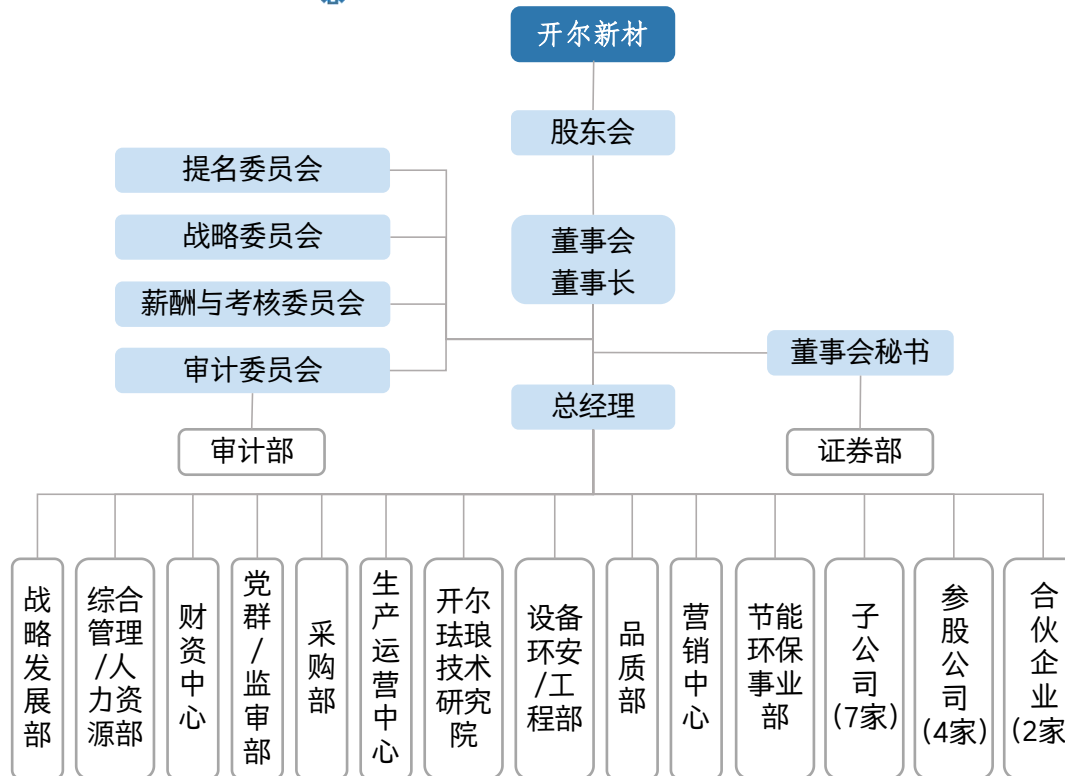 开尔新材
股东会
提名委员会
战略委员会
董事会
董事长
薪酬与考核委员会
审计委员会
董事会秘书
总经理
审计部
证券部
战
略
发
展
部
综合
管理
/人
力资
源部
财
资
中
心
党
群
/
监
审
部
采
购
部
生
产
运
营
中
心
开尔
珐琅
技术
研究
院
设备
环安
/工
程部
品
质
部
营
销
中
心
节能
环保
事业
部
子
公
司
(7家)
参
股
公
司
(4家)
合
伙
企
业
(2家